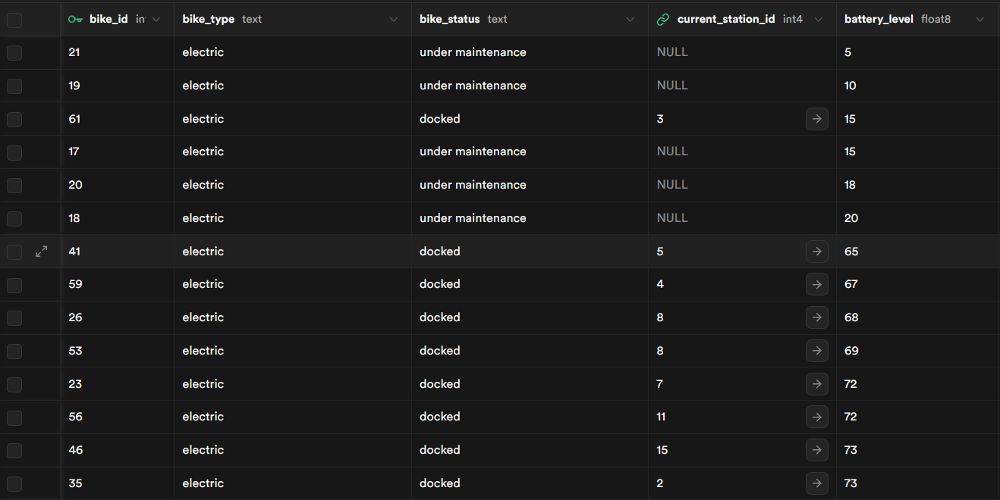 bike_id in bike_type text bike_status text current_station_id int4 battery_level float8
21 electric under maintenance NULL 5
19 electric under maintenance NULL 10
61 electric docked 3 15
17 electric under maintenance NULL 15
20 electric under maintenance NULL 18
18 electric under maintenance NULL 20
41 electric docked 5 65
59 electric docked 4 67
26 electric docked 8 68
53 electric docked 8 69
23 electric docked 7 72
56 electric docked 11 72
46 electric docked 15 73
35 electric docked 2 73